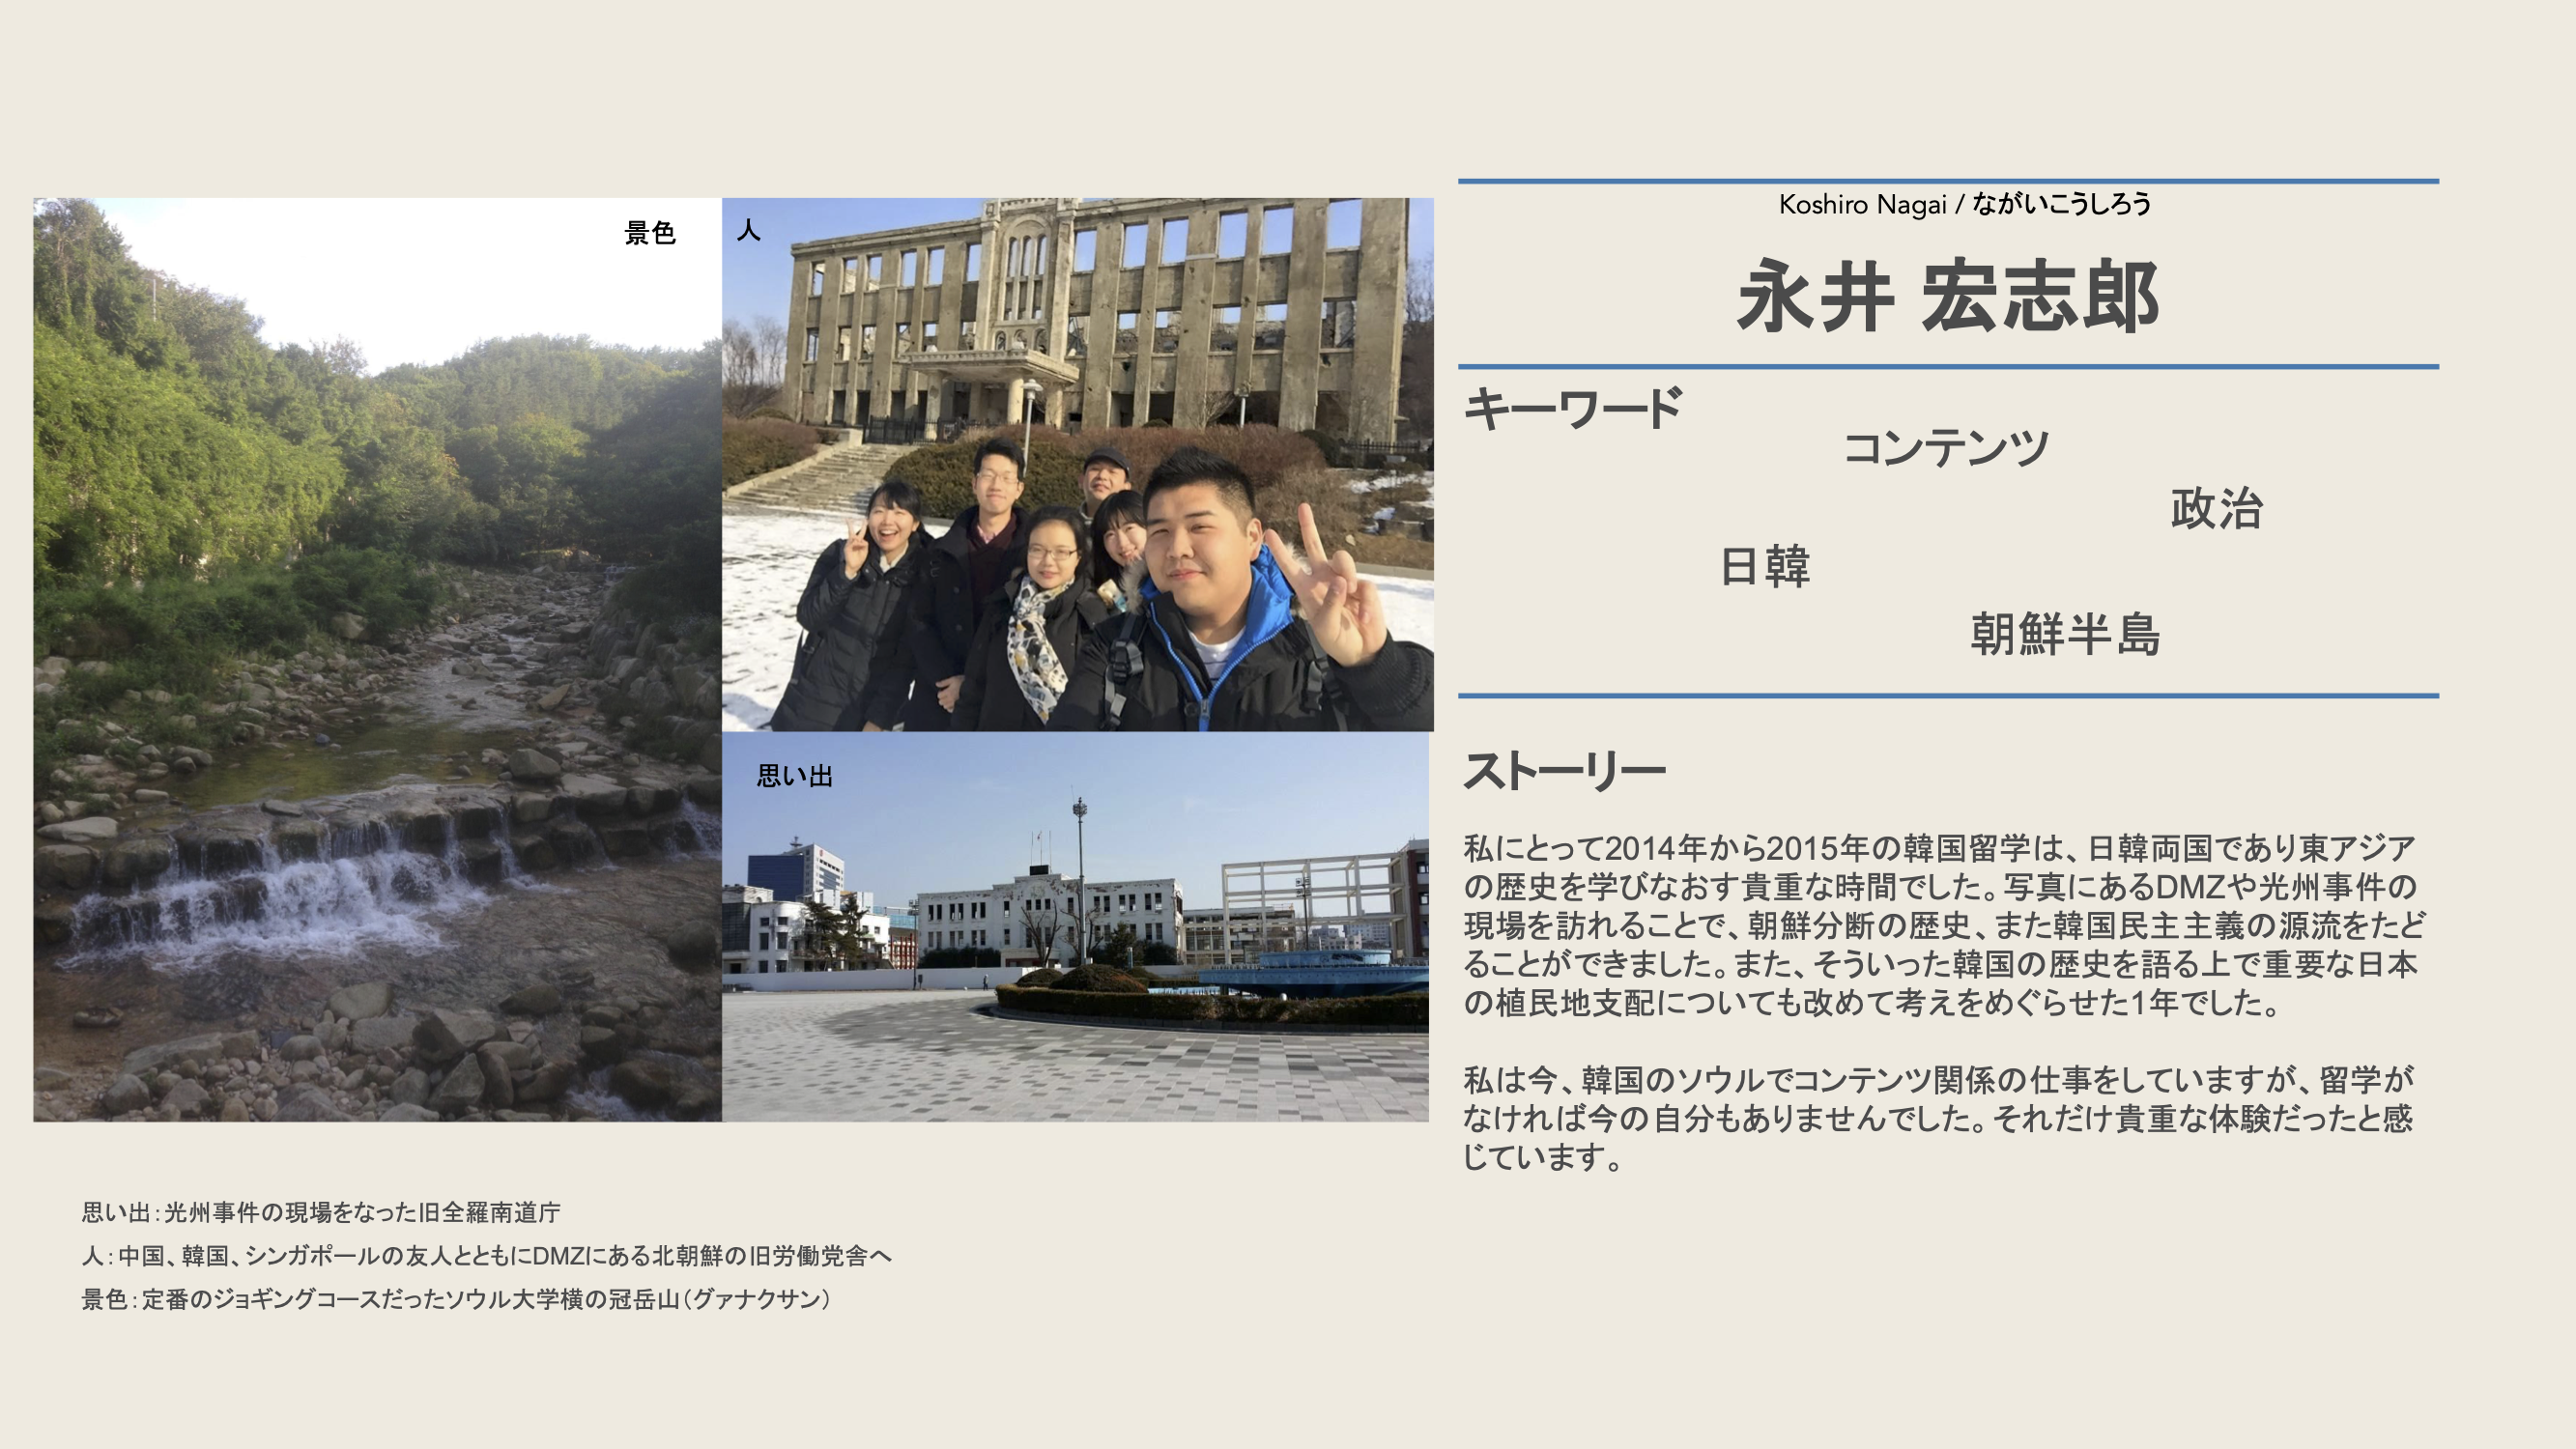 景色
人
思い出
Koshiro Nagai / ながいこうしろう
永井 宏志郎
キーワード
コンテンツ
政治
日韓
朝鮮半島
ストーリー
私にとって2014年から2015年の韓国留学は、日韓両国であり東アジア
の歴史を学びなおす貴重な時間でした。写真にあるDMZや光州事件の
現場を訪れることで、朝鮮分断の歴史、また韓国民主主義の源流をたど
ることができました。また、そういった韓国の歴史を語る上で重要な日本
の植民地支配についても改めて考えをめぐらせた1年でした。
私は今、韓国のソウルでコンテンツ関係の仕事をしていますが、留学が
なければ今の自分もありませんでした。それだけ貴重な体験だったと感
じています。
思い出：光州事件の現場をなった旧全羅南道庁
人：中国、韓国、シンガポールの友人とともにDMZにある北朝鮮の旧労働党舎へ
景色：定番のジョギングコースだったソウル大学横の冠岳山（グァナクサン）